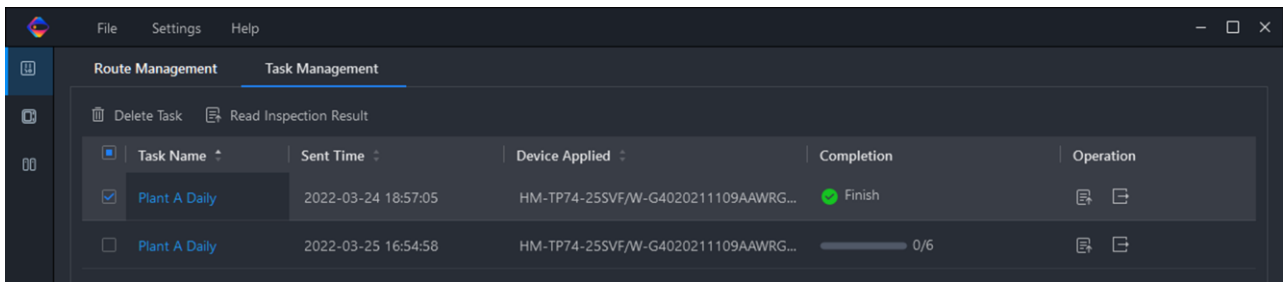 File Settings Help
Route Management Task Management
Delete Task Read Inspection Result
Task Name Sent Time Device Applied Completion Operation
Plant A Daily 2022-03-24 18:57:05 HM-TP74-25SVF/W-G4020211109AAWRG... Finish
Plant A Daily 2022-03-25 16:54:58 HM-TP74-25SVF/W-G4020211109AAWRG... 0/6